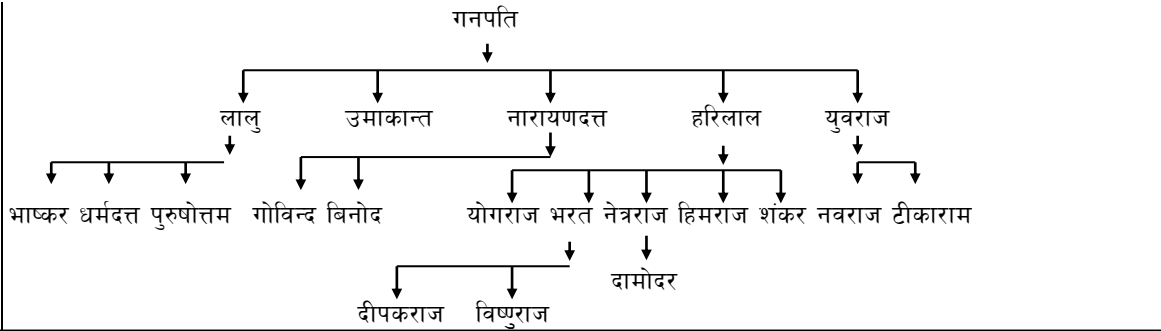 गनपति
लालु उमाकान्त नारायणदत्त हरिलाल युवराज
भाष्कर धर्मदत्त पुरुषोत्तम गोविन्द बिनोद योगराज भरत नेत्रराज हिमराज शंकर नवराज टीकाराम
दामोदर
दीपकराज विष्णुराज